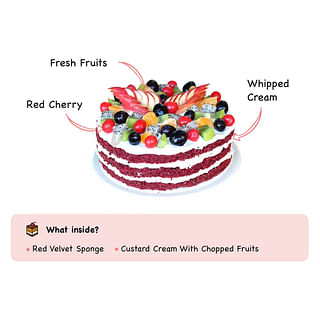 Fresh Fruits
Whipped
Cream
Red Cherry
What inside?
Red Velvet Sponge
Custard Cream With Chopped Fruits